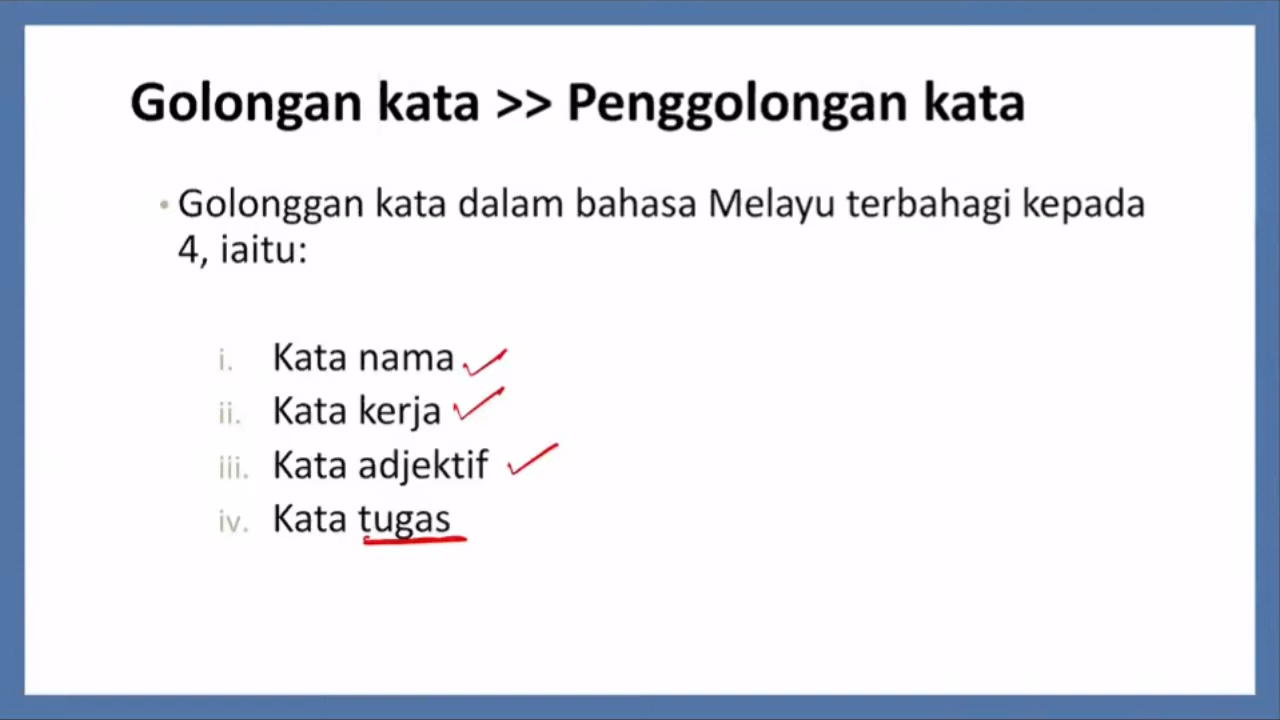 Golongan kata >> Penggolongan kata
• Golonggan kata dalam bahasa Melayu terbahagi kepada
4, iaitu:
i. Kata nama
ii. Kata kerja
iii. Kata adjektif
iv. Kata tugas